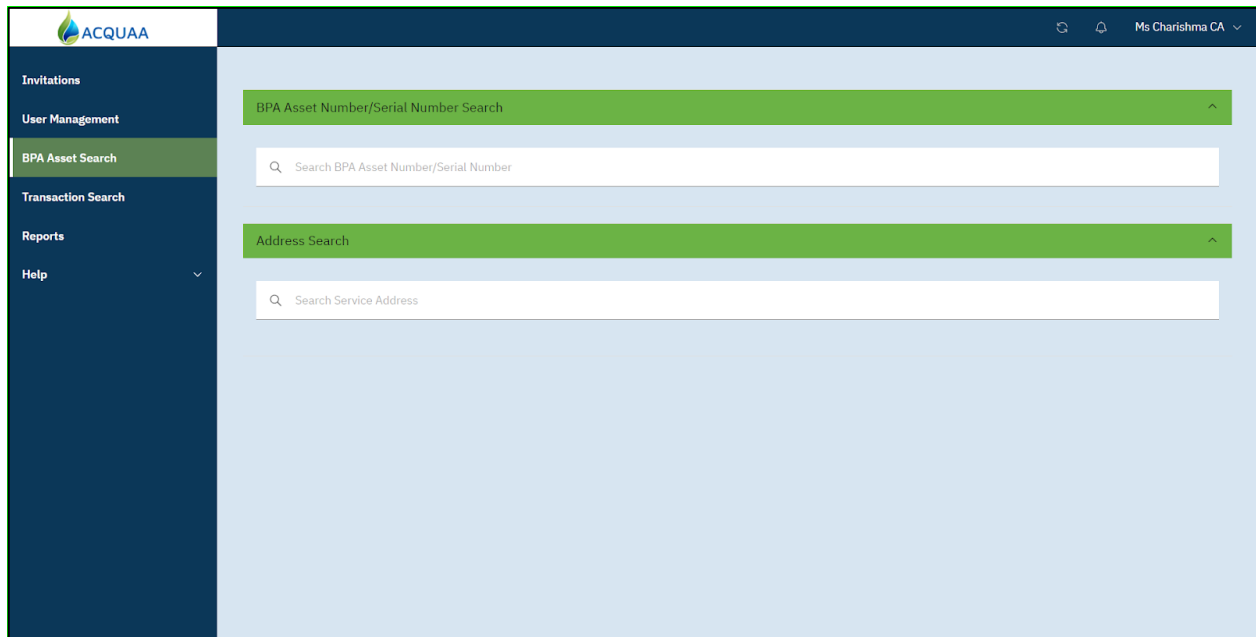 ACQUAA
Ms Charishma CA
Invitations
User Management
BPA Asset Search
Transaction Search
Reports
Help
BPA Asset Number/Serial Number Search
Search BPA Asset Number/Serial Number
Address Search
Search Service Address